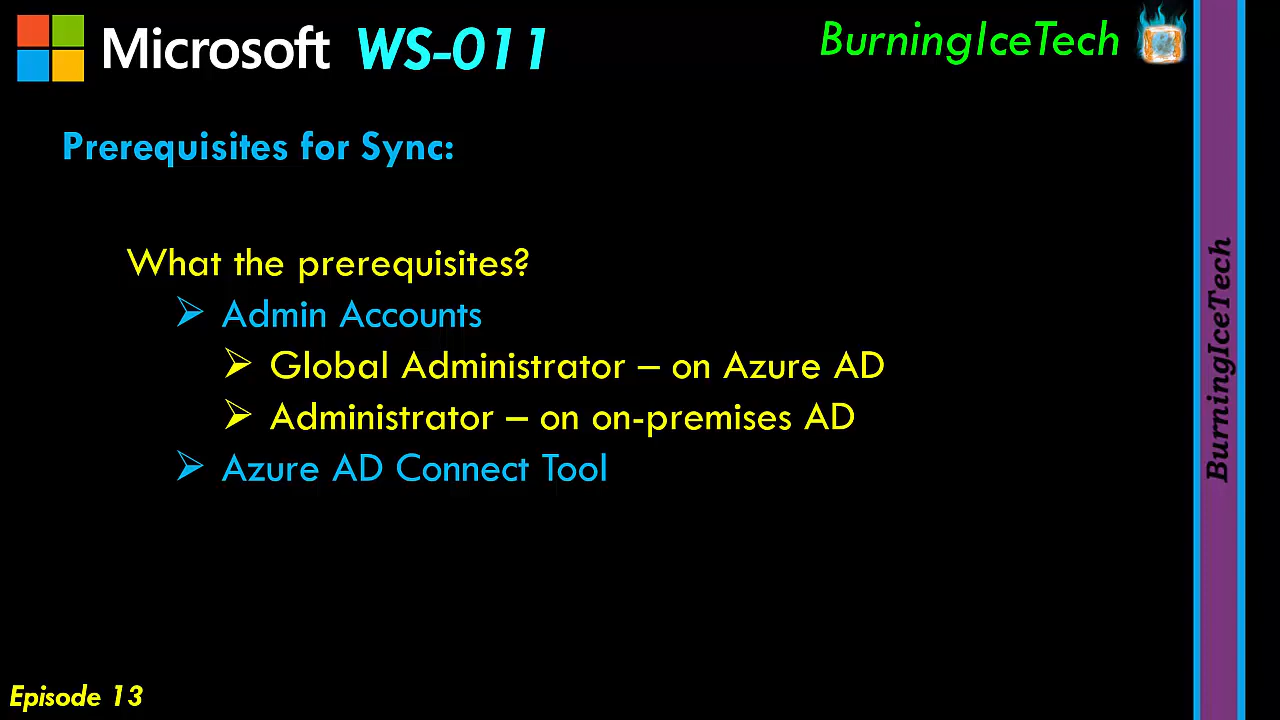 Microsoft WS-011
BurningIceTech
Prerequisites for Sync:
What the prerequisites?
Admin Accounts
Global Administrator – on Azure AD
Administrator – on on-premises AD
Azure AD Connect Tool
BurningIceTech
Episode 13